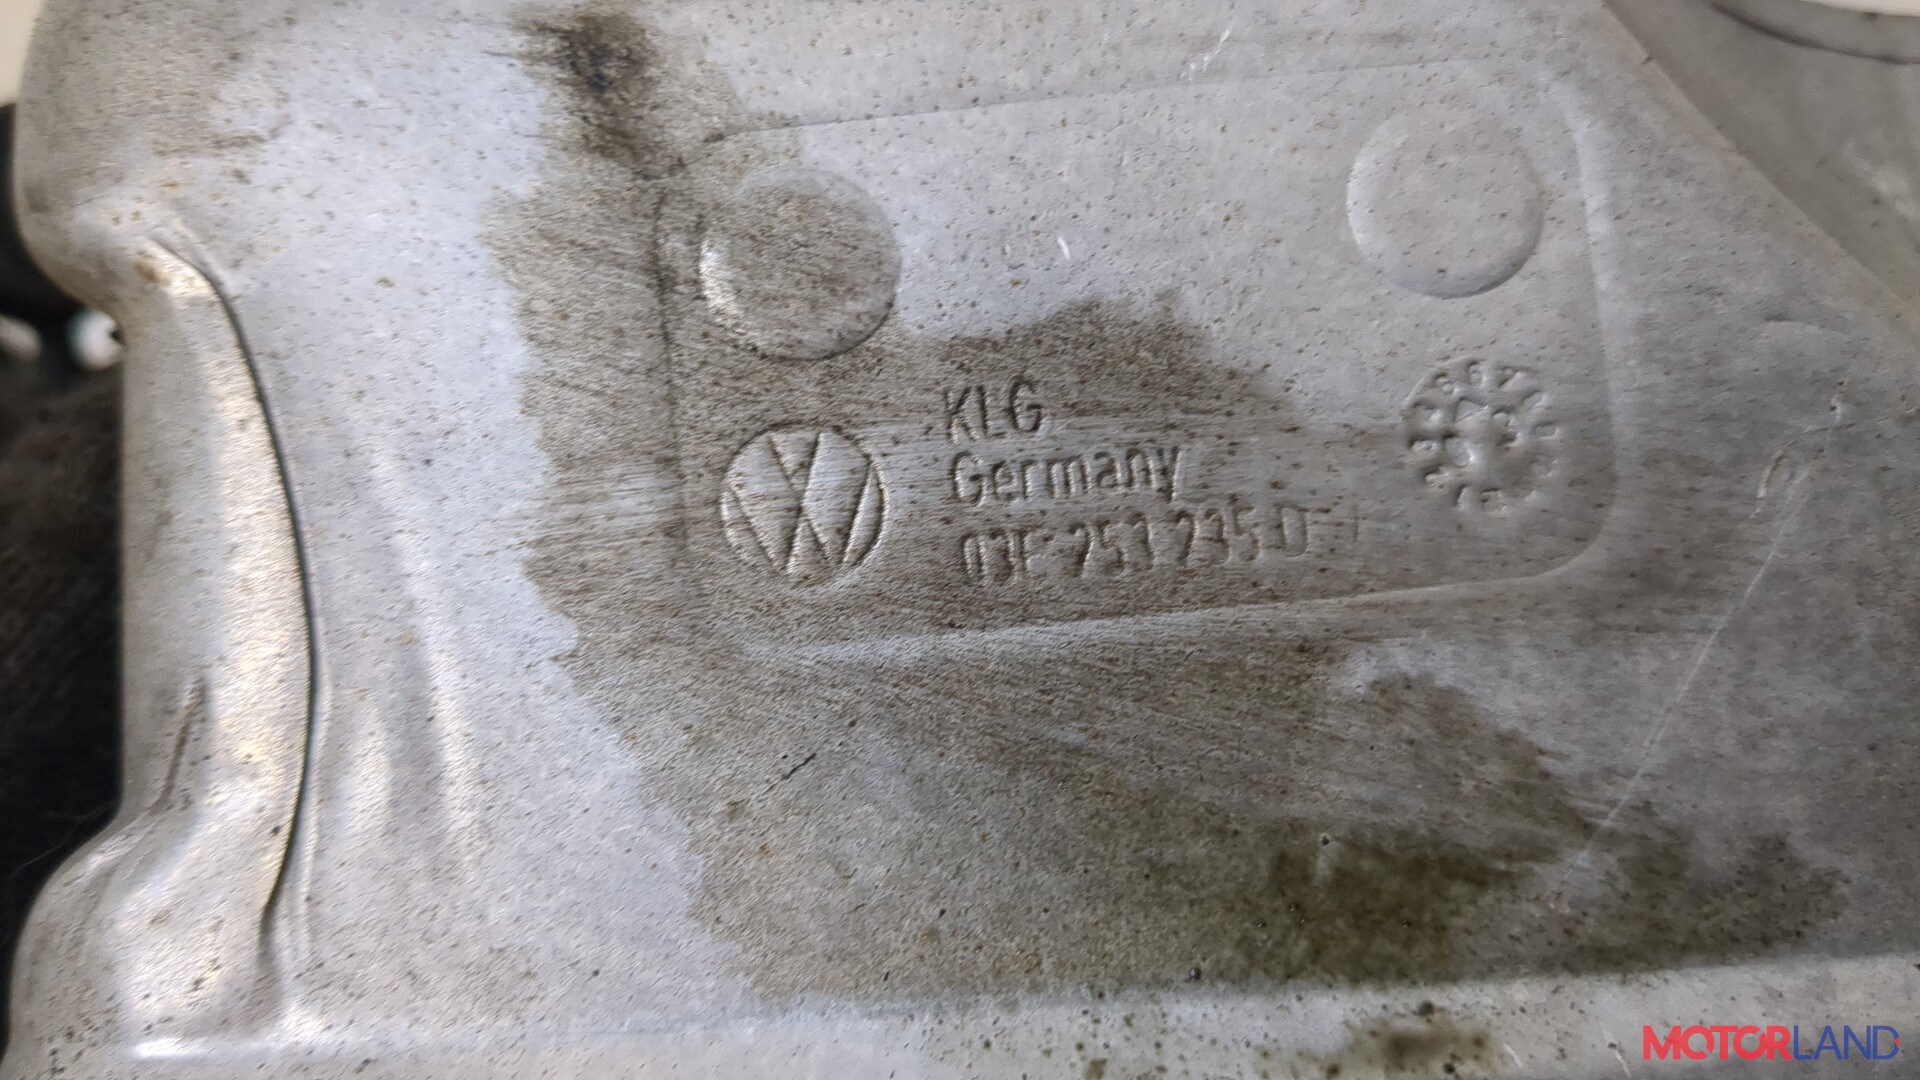 KLG
Germany
03F 253 235 D
MOTORLAND